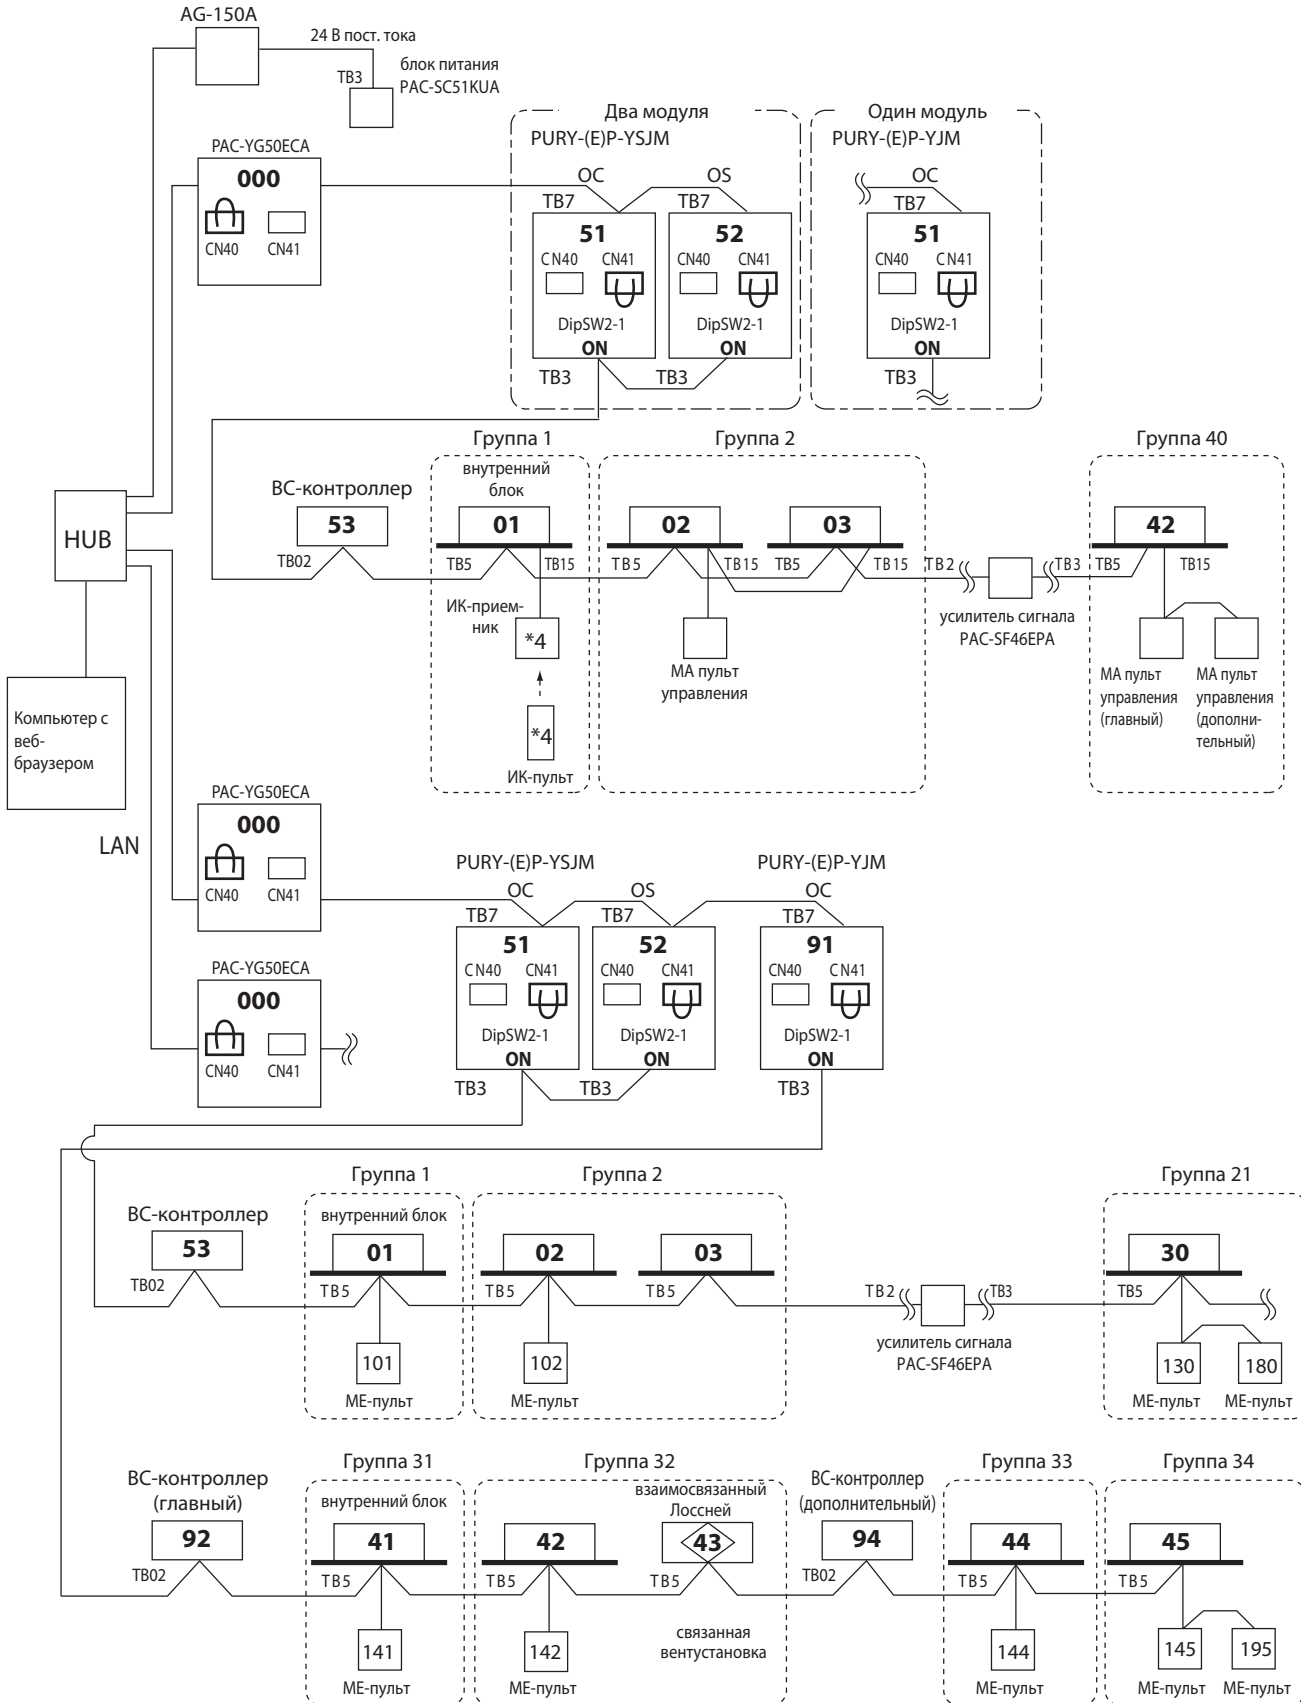 AG-150A
24 В пост. тока
блок питания
PAC-SC51KUA
TB3
PAC-YG50ECA
000
CN40 CN41
Два модуля
PURY-(E)P-YSJM
OC OS
TB7 TB7
51 52
CN40 CN41 CN40 CN41
DipSW2-1 DipSW2-1
ON ON
TB3 TB3
Один модуль
PURY-(E)P-YJM
OC
TB7
51
CN40 CN41
DipSW2-1
ON
TB3
HUB
Компьютер с
веб-
браузером
LAN
BC-контроллер
53
TB02
Группа 1
внутренний
блок
01
TB5 TB15
ИК-прием-
ник
*4
*4
ИК-пульт
Группа 2
02 03
TB5 TB15 TB5 TB15
МА пульт
управления
TB2 TB3
усилитель сигнала
PAC-SF46EPA
Группа 40
42
TB5 TB15
МА пульт
управления
(главный)
МА пульт
управления
(дополни-
тельный)
PAC-YG50ECA
000
CN40 CN41
PAC-YG50ECA
000
CN40 CN41
PURY-(E)P-YSJM
OC OS
TB7 TB7
51 52
CN40 CN41 CN40 CN41
DipSW2-1 DipSW2-1
ON ON
TB3 TB3
PURY-(E)P-YJM
OC
TB7
91
CN40 CN41
DipSW2-1
ON
TB3
BC-контроллер
53
TB02
Группа 1
внутренний блок
01
TB5
101
МЕ-пульт
Группа 2
02 03
TB5 TB5
102
МЕ-пульт
TB2 TB3
усилитель сигнала
PAC-SF46EPA
Группа 21
30
TB5
130 180
МЕ-пульт МЕ-пульт
BC-контроллер
(главный)
92
TB02
Группа 31
внутренний блок
41
TB5
141
МЕ-пульт
Группа 32
взаимосвязанный
Лоссней
42 43
TB5 TB5
142
МЕ-пульт
связанная
вентустановка
BC-контроллер
(дополнительный)
94
TB02
Группа 33
44
TB5
144
МЕ-пульт
Группа 34
45
TB5
145 195
МЕ-пульт МЕ-пульт